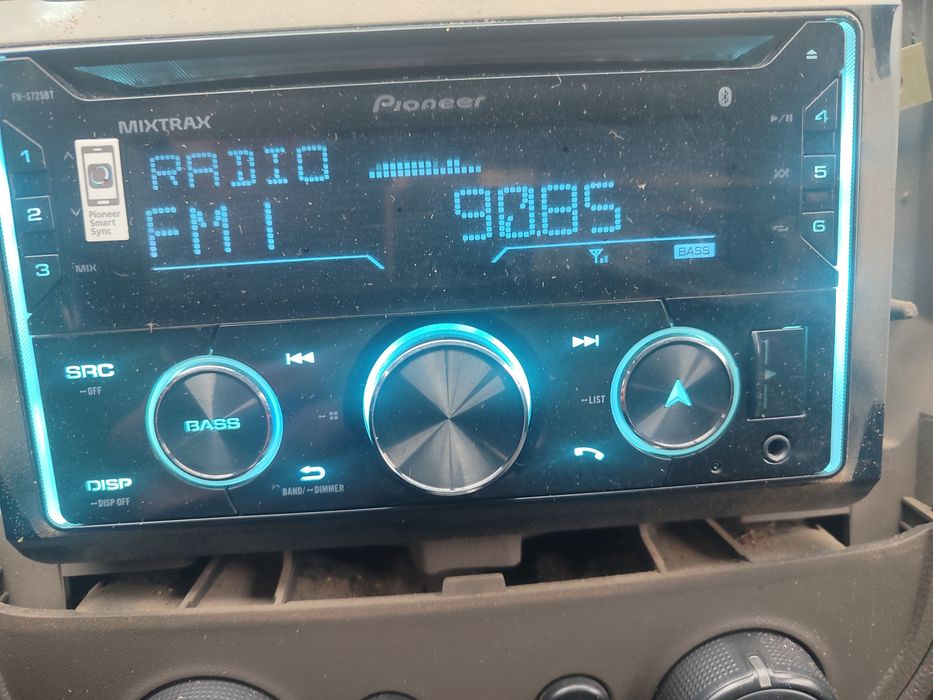 FH-S725BT
Pioneer
MIXTRAX
RADIO
FM1 90.85
BASS
Pioneer
Smart
Sync
1
2
3
MIX
4
5
6
SRC
--OFF
BASS
DISP
--DISP OFF
BAND/--DIMMER
--LIST